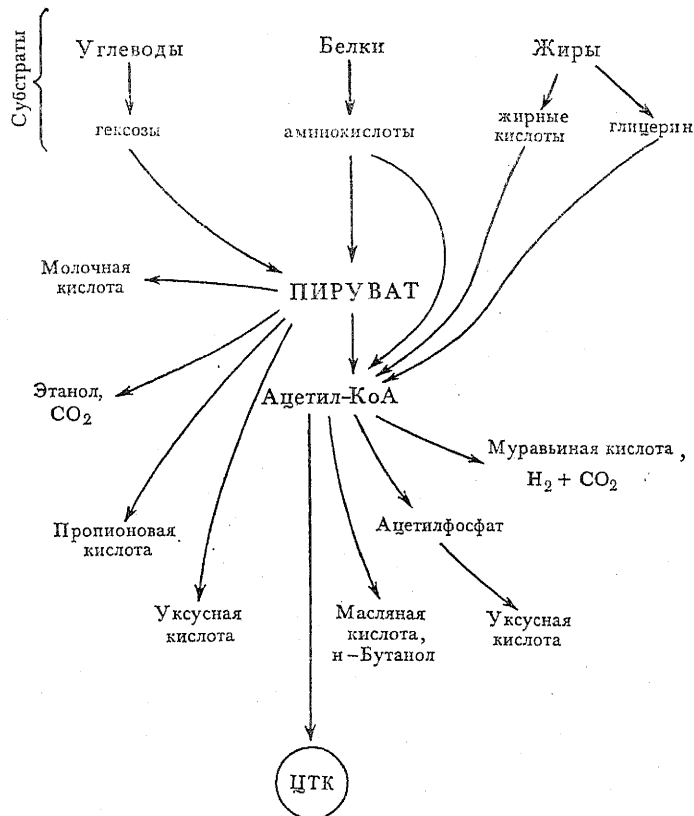 Субстраты
Углеводы
Белки
Жиры
гексозы
аминокислоты
жирные
кислоты
глицерин
Молочная
кислота
ПИРУВАТ
Этанол,
CO2
Ацетил-КоА
Муравьиная кислота,
H2 + CO2
Пропионовая
кислота
Ацетилфосфат
Уксусная
кислота
Масляная
кислота,
н-Бутанол
Уксусная
кислота
ЦТК